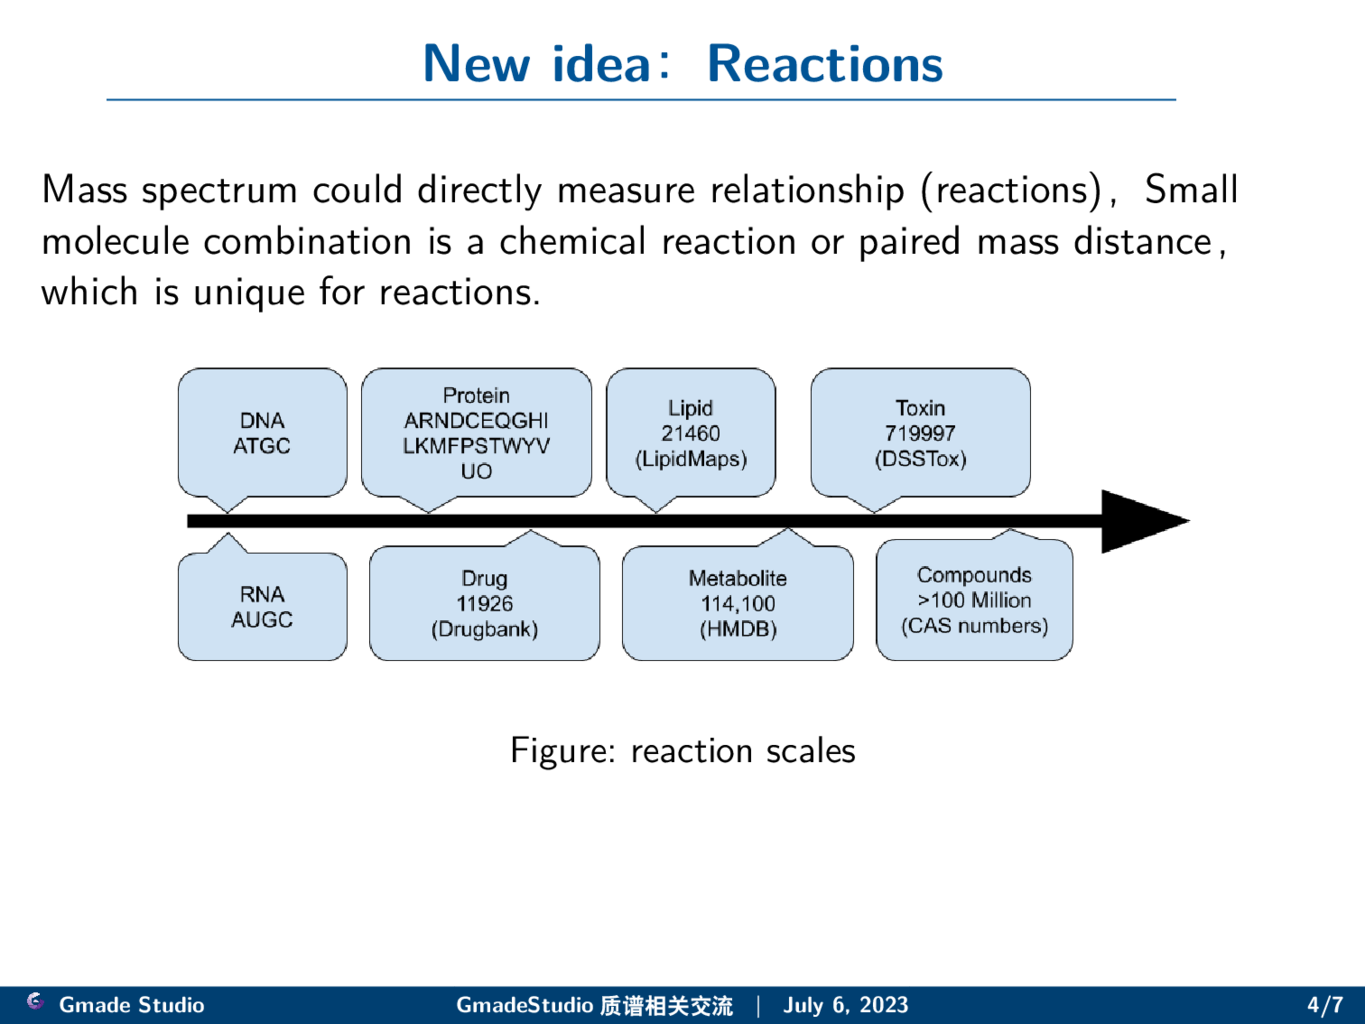 New idea：Reactions
Mass spectrum could directly measure relationship (reactions)，Small
molecule combination is a chemical reaction or paired mass distance，
which is unique for reactions.
DNA
ATGC
Protein
ARNDCEQGHI
LKMFPSTWYV
UO
Lipid
21460
(LipidMaps)
Toxin
719997
(DSSTox)
RNA
AUGC
Drug
11926
(Drugbank)
Metabolite
114,100
(HMDB)
Compounds
>100 Million
(CAS numbers)
Figure: reaction scales
Gmade Studio
GmadeStudio 质谱相关交流 | July 6, 2023
4/7